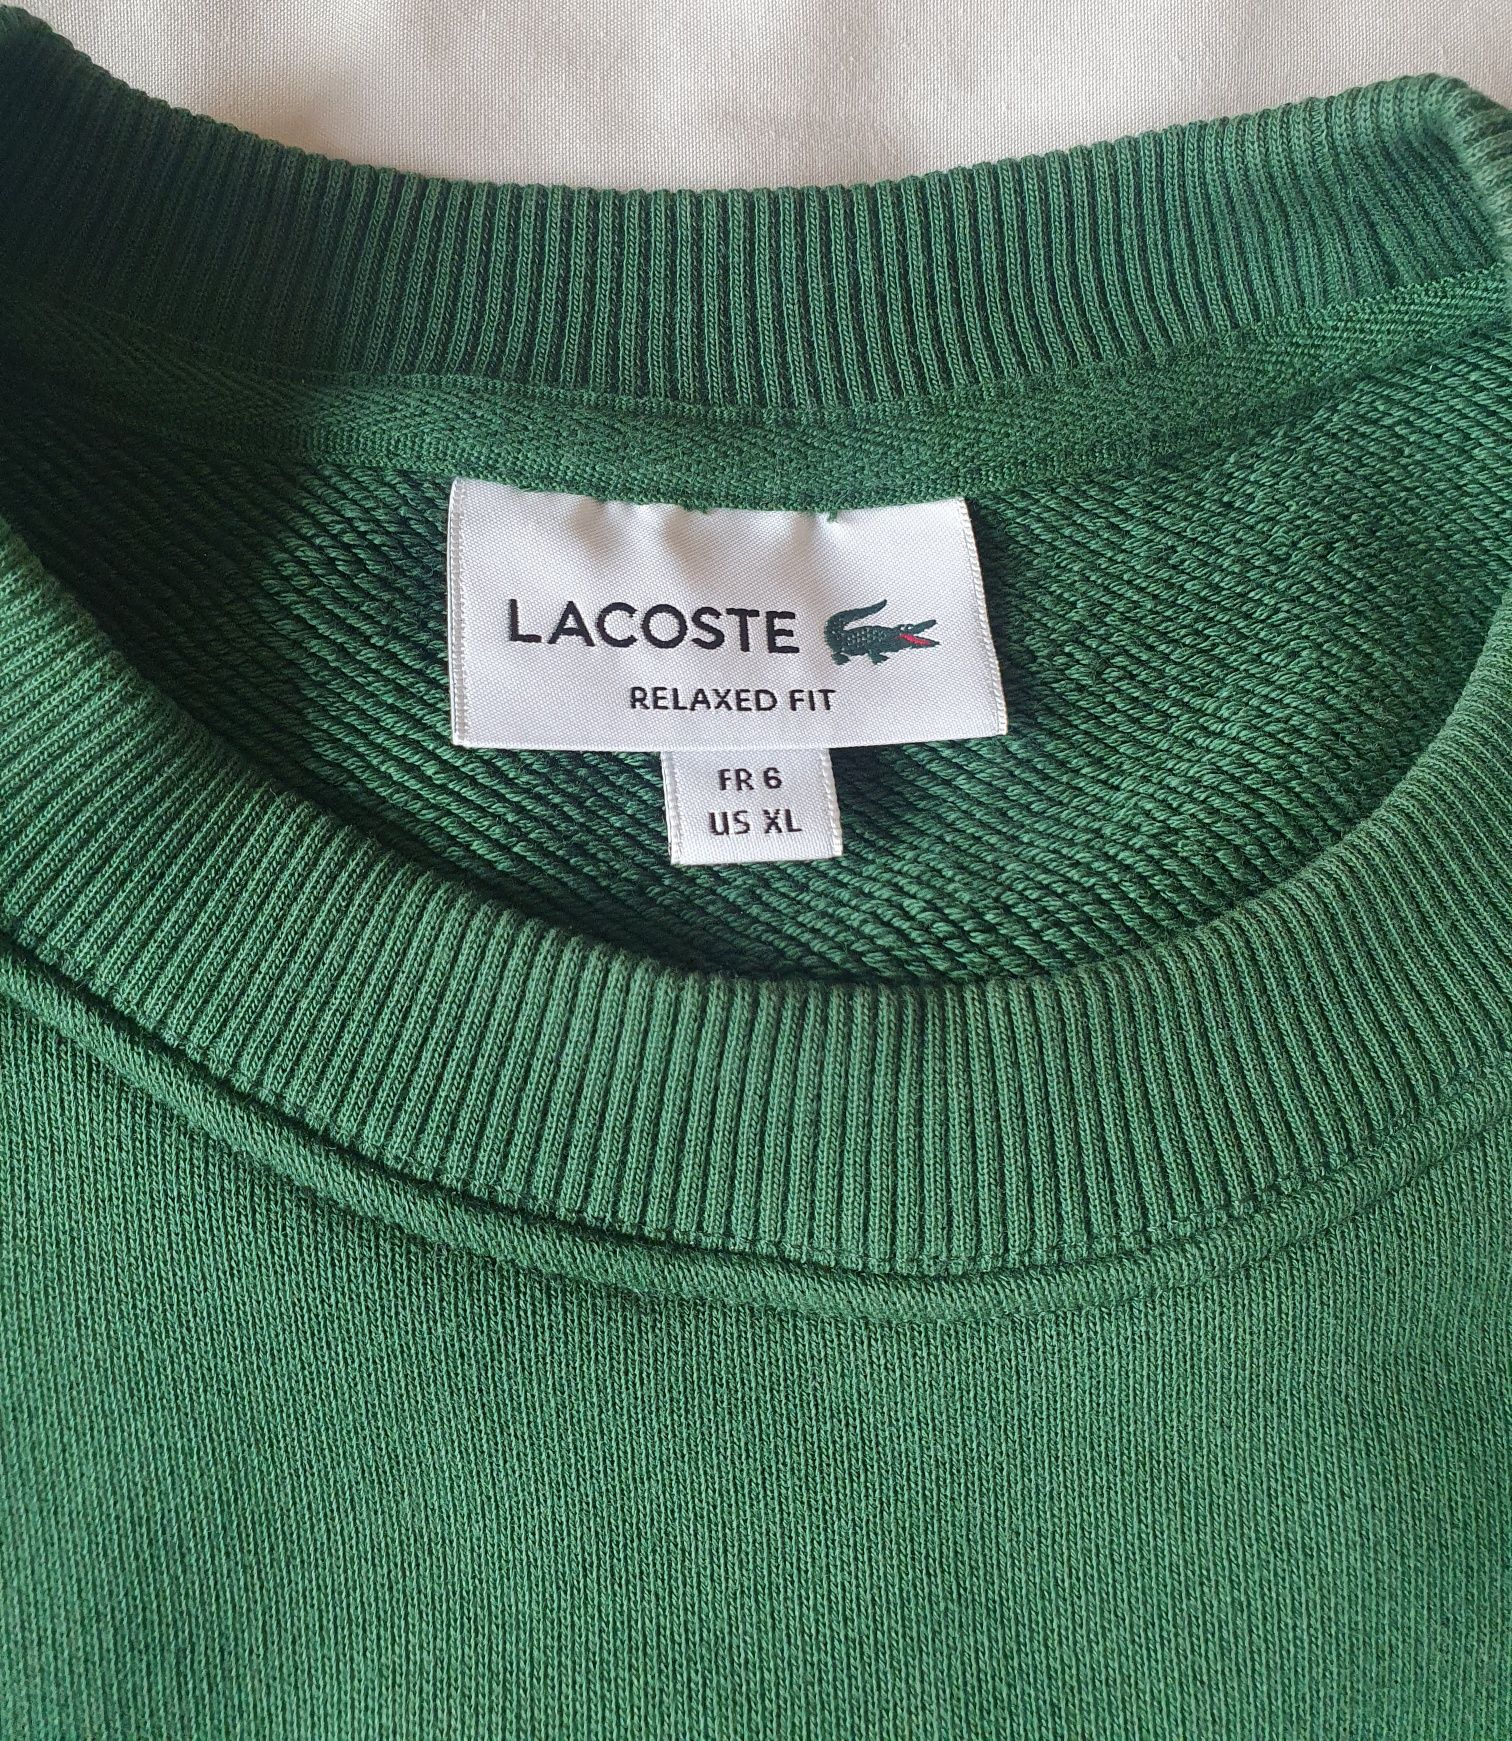 LACOSTE
RELAXED FIT
FR 6
US XL